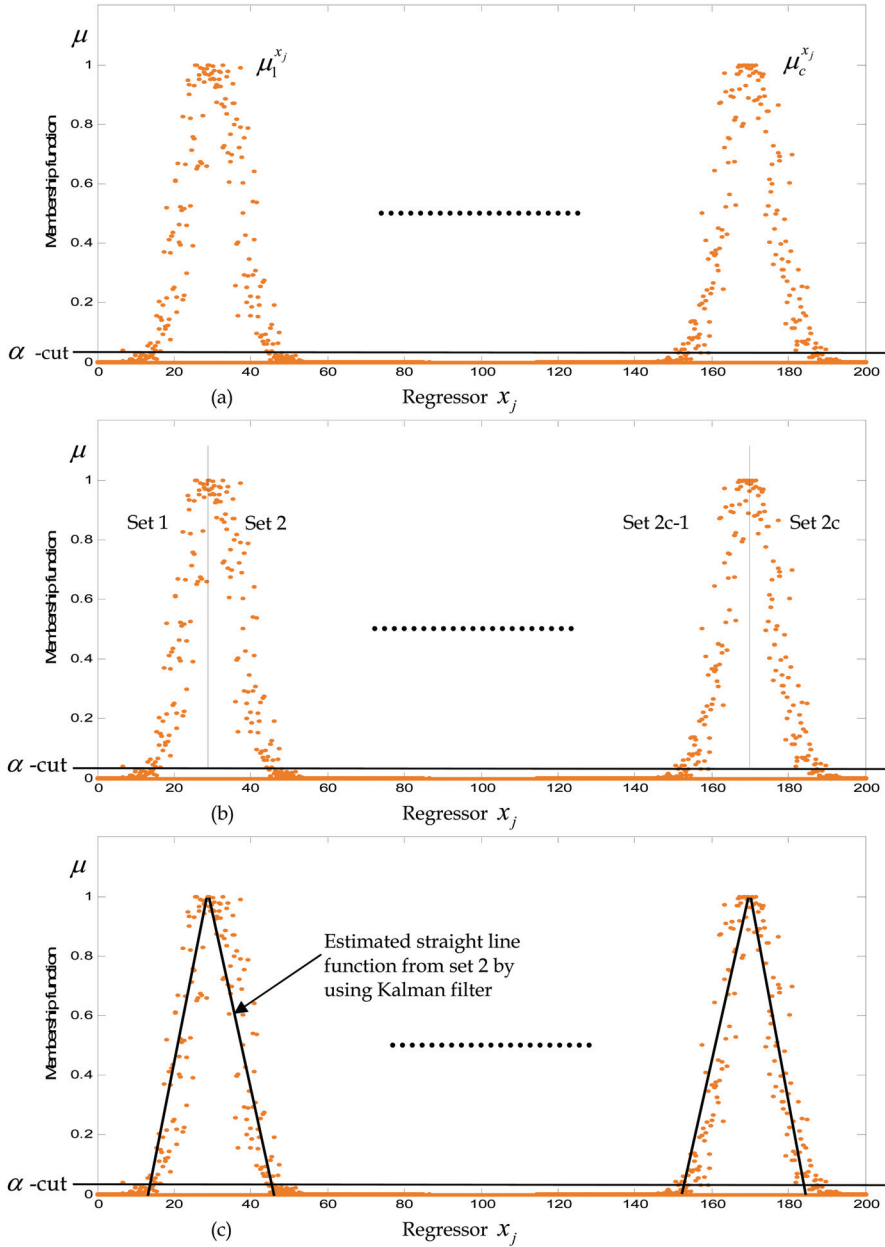 μ
μ₁^{x_j}
μ_c^{x_j}
1
0.8
0.6
0.4
0.2
0
Membership function
α -cut
0 20 40 60 80 100 120 140 160 180 200
(a) Regressor x_j
μ
1
Set 1 Set 2 Set 2c-1 Set 2c
0.8
0.6
0.4
0.2
0
Membership function
α -cut
0 20 40 60 80 100 120 140 160 180 200
(b) Regressor x_j
μ
1
0.8
0.6
0.4
0.2
0
Membership function
Estimated straight line
function from set 2 by
using Kalman filter
α -cut
0 20 40 60 80 100 120 140 160 180 200
(c) Regressor x_j